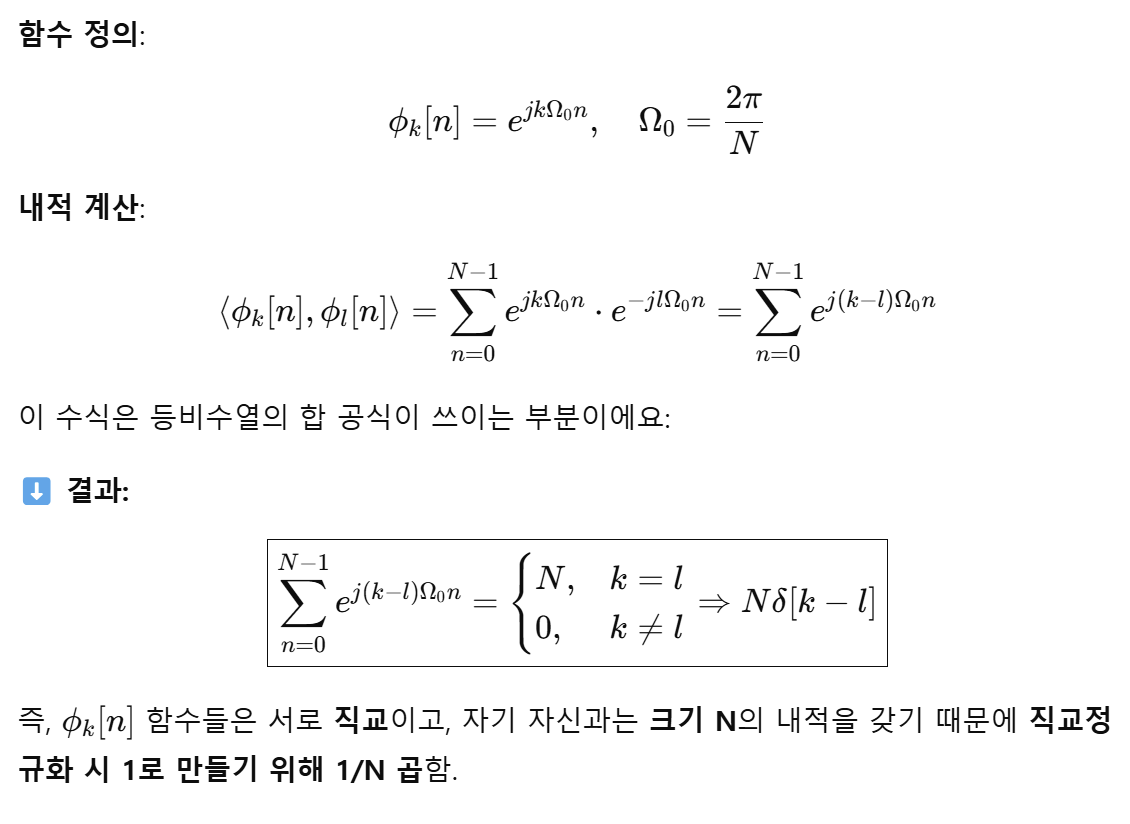 함수 정의:
$$\phi_k[n] = e^{jk\Omega_0 n}, \quad \Omega_0 = \frac{2\pi}{N}$$
내적 계산:
$$\langle \phi_k[n], \phi_l[n] \rangle = \sum_{n=0}^{N-1} e^{jk\Omega_0 n} \cdot e^{-jl\Omega_0 n} = \sum_{n=0}^{N-1} e^{j(k-l)\Omega_0 n}$$
이 수식은 등비수열의 합 공식이 쓰이는 부분이에요:
⬇️ 결과:
$$\boxed{\sum_{n=0}^{N-1} e^{j(k-l)\Omega_0 n} = \begin{cases} N, & k = l \\ 0, & k \neq l \end{cases} \Rightarrow N\delta[k-l]}$$
즉, $\phi_k[n]$ 함수들은 서로 직교이고, 자기 자신과는 크기 N의 내적을 갖기 때문에 직교정
규화 시 1로 만들기 위해 1/N 곱함.